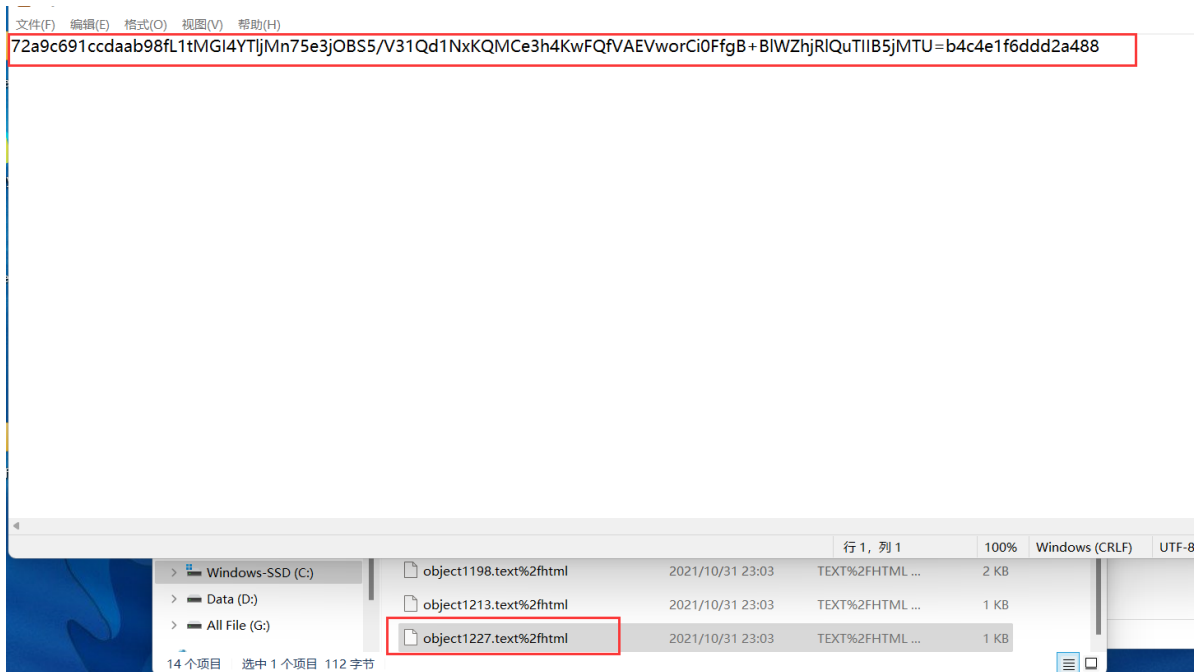 文件(F) 编辑(E) 格式(O) 视图(V) 帮助(H)
72a9c691ccdaab98fL1tMGI4YTljMn75e3jOBS5/V31Qd1NxKQMCe3h4KwFQfVAEVworCi0FfgB+BlWZhjRlQuTIIB5jMTU=b4c4e1f6ddd2a488
行 1，列 1 100% Windows (CRLF) UTF-8
Windows-SSD (C:) object1198.text%2fhtml 2021/10/31 23:03 TEXT%2FHTML ... 2 KB
Data (D:) object1213.text%2fhtml 2021/10/31 23:03 TEXT%2FHTML ... 1 KB
All File (G:) object1227.text%2fhtml 2021/10/31 23:03 TEXT%2FHTML ... 1 KB
14 个项目 选中 1 个项目 112 字节